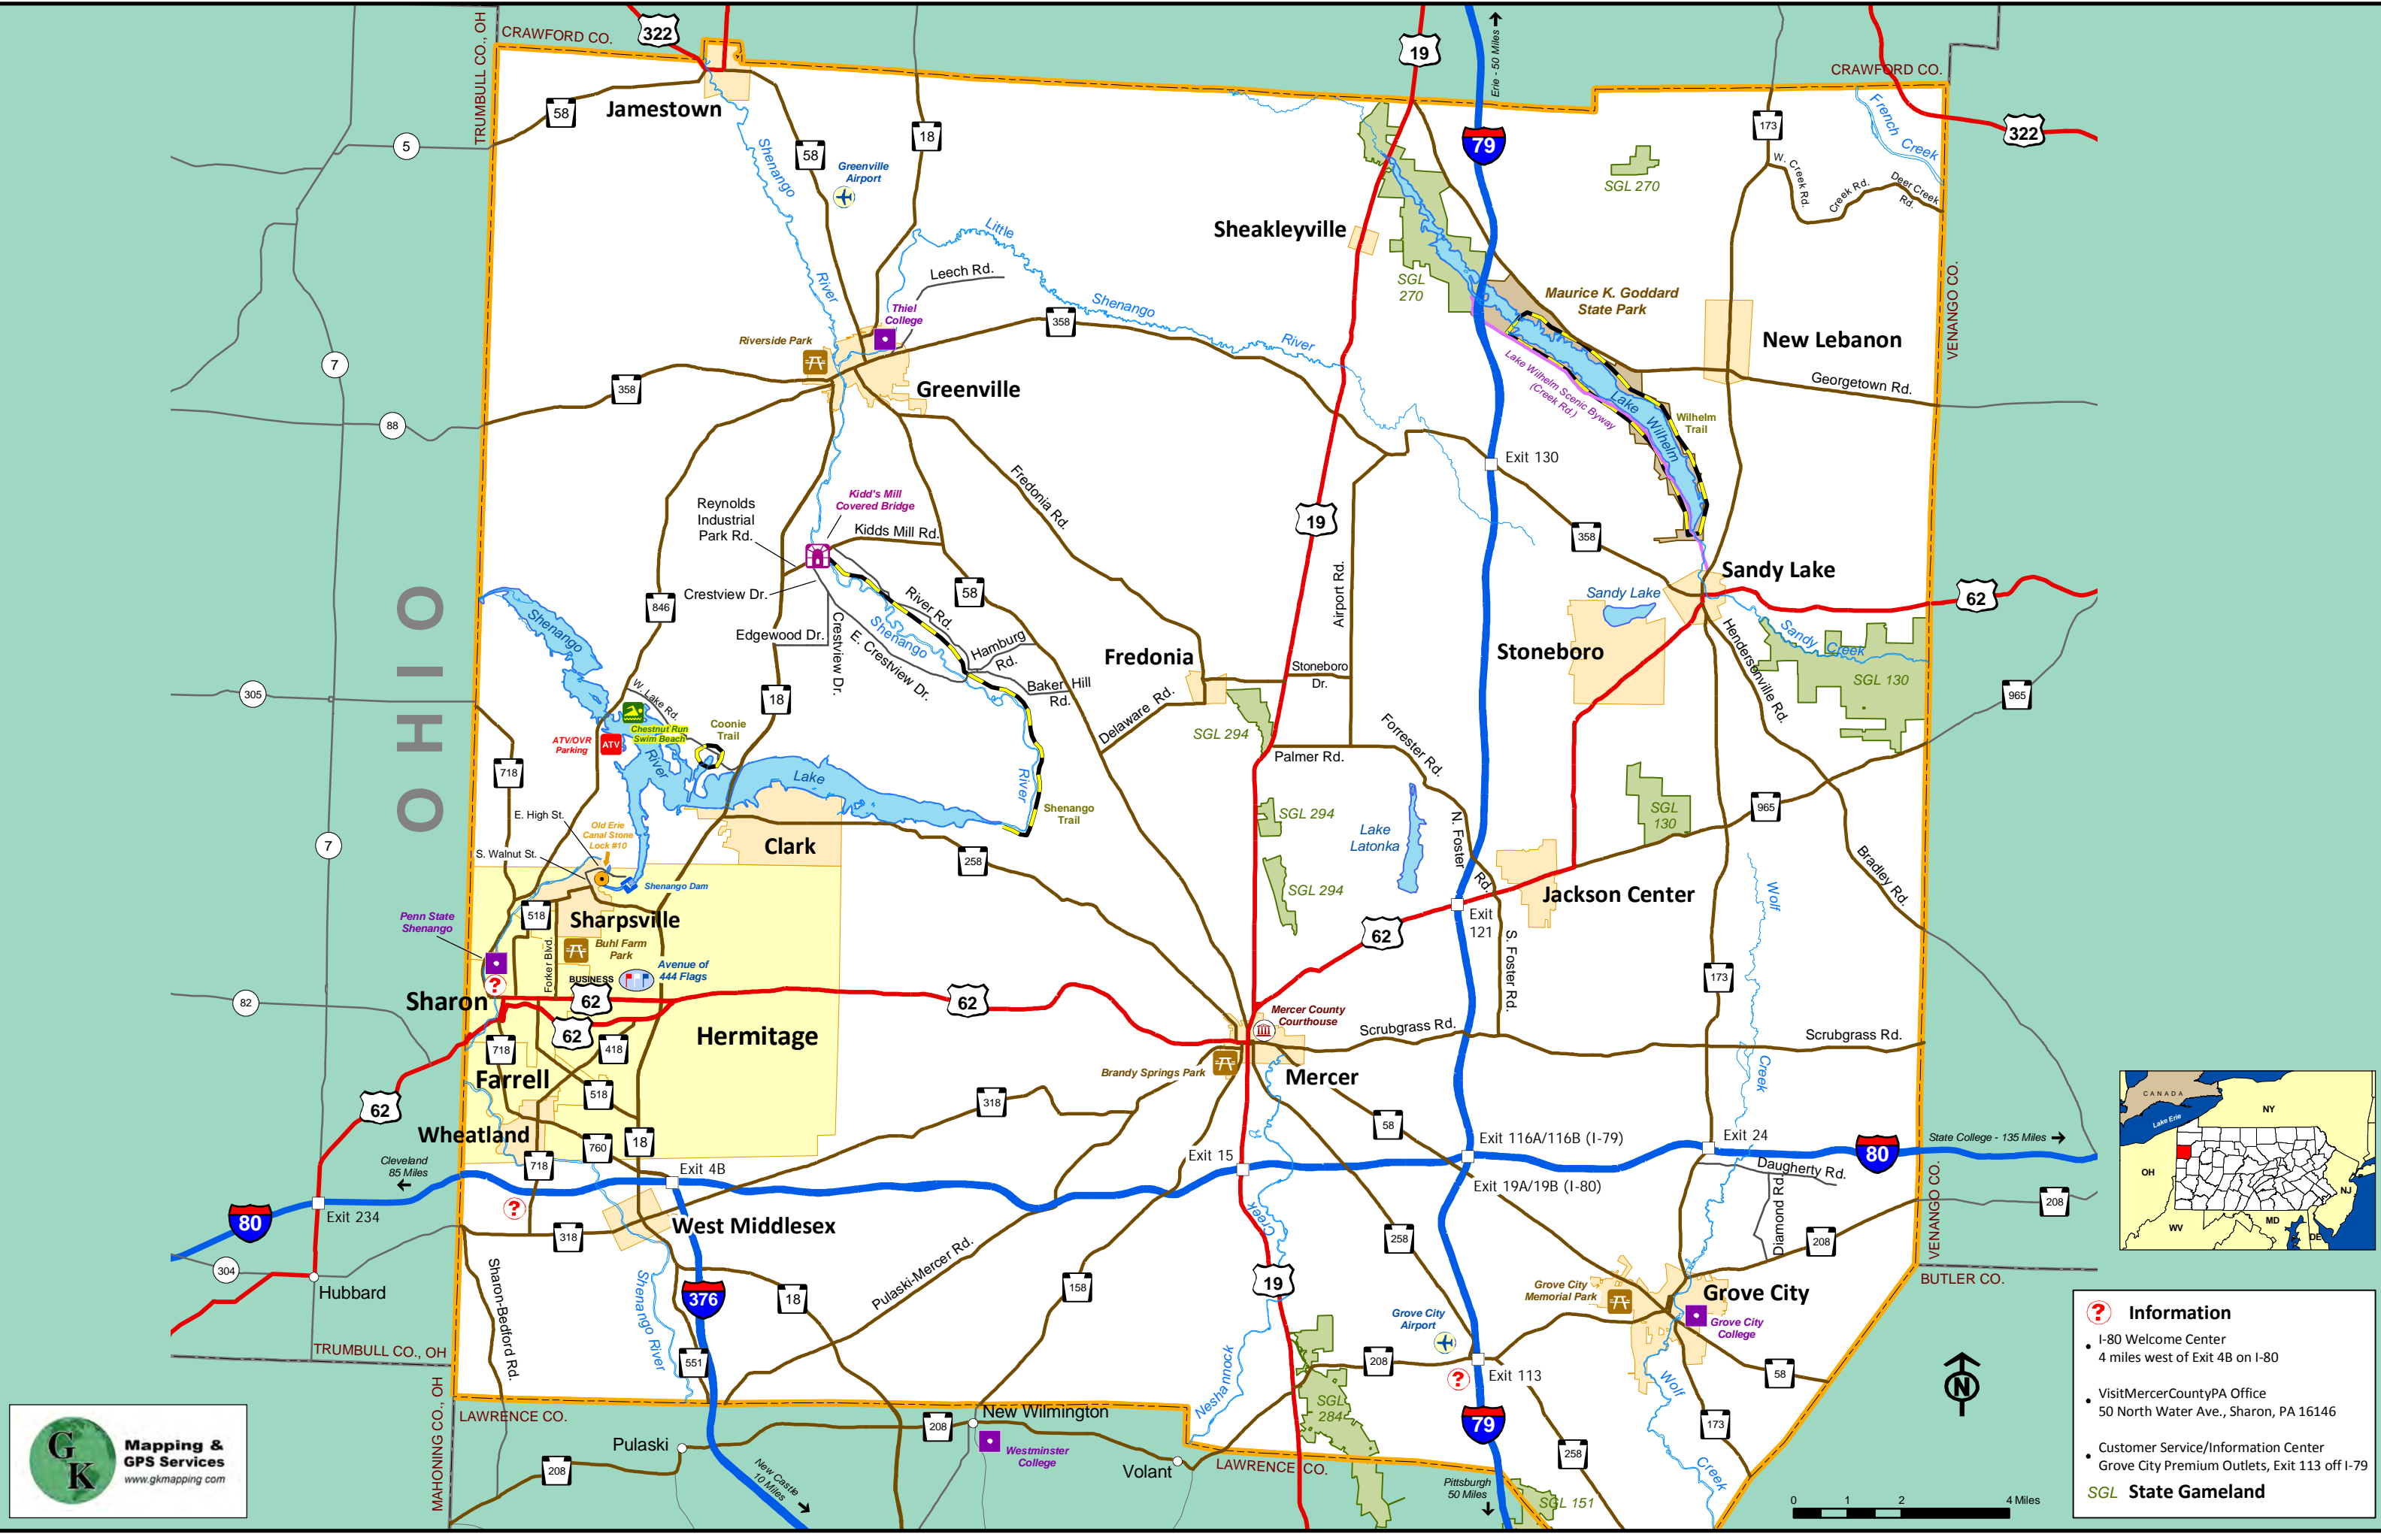 TRUMBULL CO., OH
CRAWFORD CO.
322
19
Erie - 50 Miles
CRAWFORD CO.
58
Jamestown
5
58
18
79
173
French Creek
322
Shenango
River
Greenville
Airport
SGL 270
W. Creek Rd.
Creek Rd.
Deer Creek
Rd.
Sheakleyville
Little
Shenango
River
Leech Rd.
SGL
270
Maurice K. Goddard
State Park
VENANGO CO.
Thiel
College
358
Riverside Park
New Lebanon
7
358
Greenville
Lake Wilhelm Scenic Byway
(Creek Rd.)
Lake Wilhelm
Wilhelm
Trail
Georgetown Rd.
88
Exit 130
Fredonia Rd.
Reynolds
Industrial
Park Rd.
Kidd's Mill
Covered Bridge
Kidds Mill Rd.
19
358
OHIO
Crestview Dr.
846
58
River Rd.
Airport Rd.
Sandy Lake
Sandy Lake
62
Shenango
Edgewood Dr.
Crestview Dr.
E. Crestview Dr.
Shenango
Hamburg
Rd.
Fredonia
Stoneboro
Hendersonville Rd.
Sandy
Creek
Stoneboro
Dr.
Baker Hill
Rd.
SGL 130
305
18
W. Lake Rd.
Delaware Rd.
965
Chestnut Run
Swim Beach
Coonie
Trail
SGL 294
Forrester Rd.
ATV/OVR
Parking
ATV
River
Palmer Rd.
718
Lake
River
Shenango
Trail
SGL 294
SGL
130
965
E. High St.
Old Erie
Canal Stone
Lock #10
7
Clark
Lake
Latonka
N. Foster
Rd.
S. Walnut St.
258
Bradley Rd.
Shenango Dam
SGL 294
Jackson Center
Wolf
Penn State
Shenango
518
Sharpsville
Exit
121
62
Forker Blvd.
Buhl Farm
Park
Avenue of
444 Flags
S. Foster Rd.
173
BUSINESS
62
82
Sharon
?
62
62
Mercer County
Courthouse
Hermitage
Scrubgrass Rd.
Scrubgrass Rd.
718
418
Creek
Brandy Springs Park
Mercer
Farrell
518
62
318
CANADA
Lake Erie
NY
OH
NJ
WV
MD
DE
58
Wheatland
760
18
Exit 116A/116B (I-79)
Exit 24
80
State College - 135 Miles
Cleveland
85 Miles
718
Exit 4B
Exit 15
Daugherty Rd.
Exit 19A/19B (I-80)
VENANGO CO.
208
80
Exit 234
?
318
West Middlesex
Creek
258
Diamond Rd.
208
304
Hubbard
Sharon-Bedford Rd.
Shenango River
376
18
Pulaski-Mercer Rd.
158
19
Grove City
Memorial Park
Grove City
BUTLER CO.
Grove City
Airport
Grove City
College
TRUMBULL CO., OH
551
208
Exit 113
?
58
Neshannock
Wolf
Creek
N
MAHONING CO., OH
LAWRENCE CO.
208
New Wilmington
SGL
284
79
173
Pulaski
Westminster
College
258
208
New Castle
10 Miles
Volant
LAWRENCE CO.
Pittsburgh
50 Miles
SGL 151
0 1 2 4 Miles
? Information
• I-80 Welcome Center
4 miles west of Exit 4B on I-80
• VisitMercerCountyPA Office
50 North Water Ave., Sharon, PA 16146
• Customer Service/Information Center
Grove City Premium Outlets, Exit 113 off I-79
SGL State Gameland
GK
Mapping &
GPS Services
www.gkmapping.com